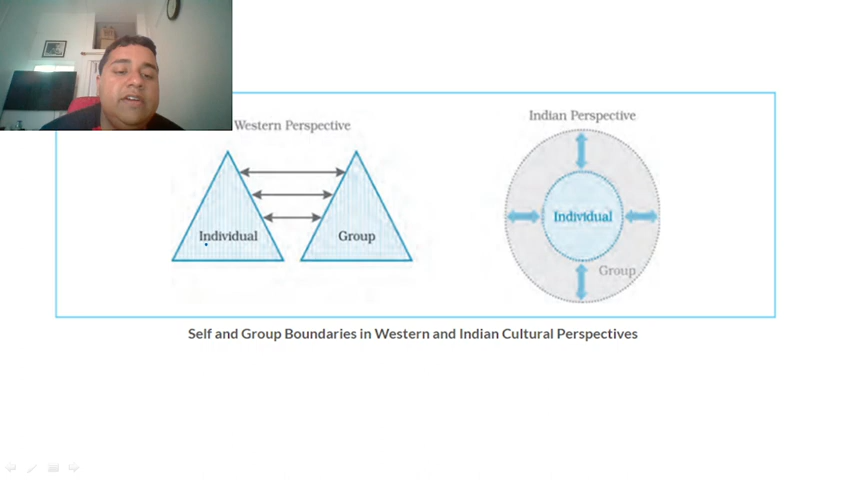 Western Perspective
Individual
Group
Indian Perspective
Individual
Group
Self and Group Boundaries in Western and Indian Cultural Perspectives